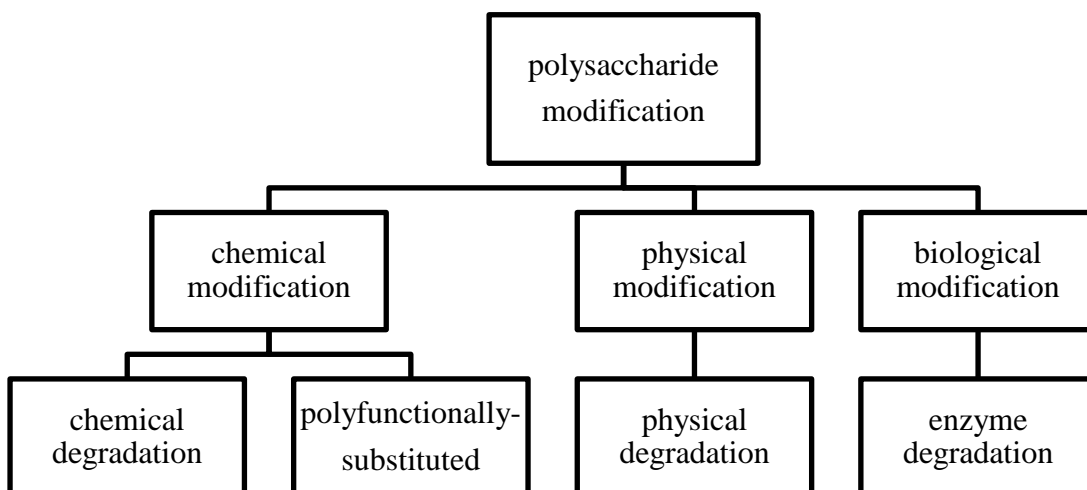 polysaccharide
modification
chemical
modification
physical
modification
biological
modification
chemical
degradation
polyfunctionally-
substituted
physical
degradation
enzyme
degradation